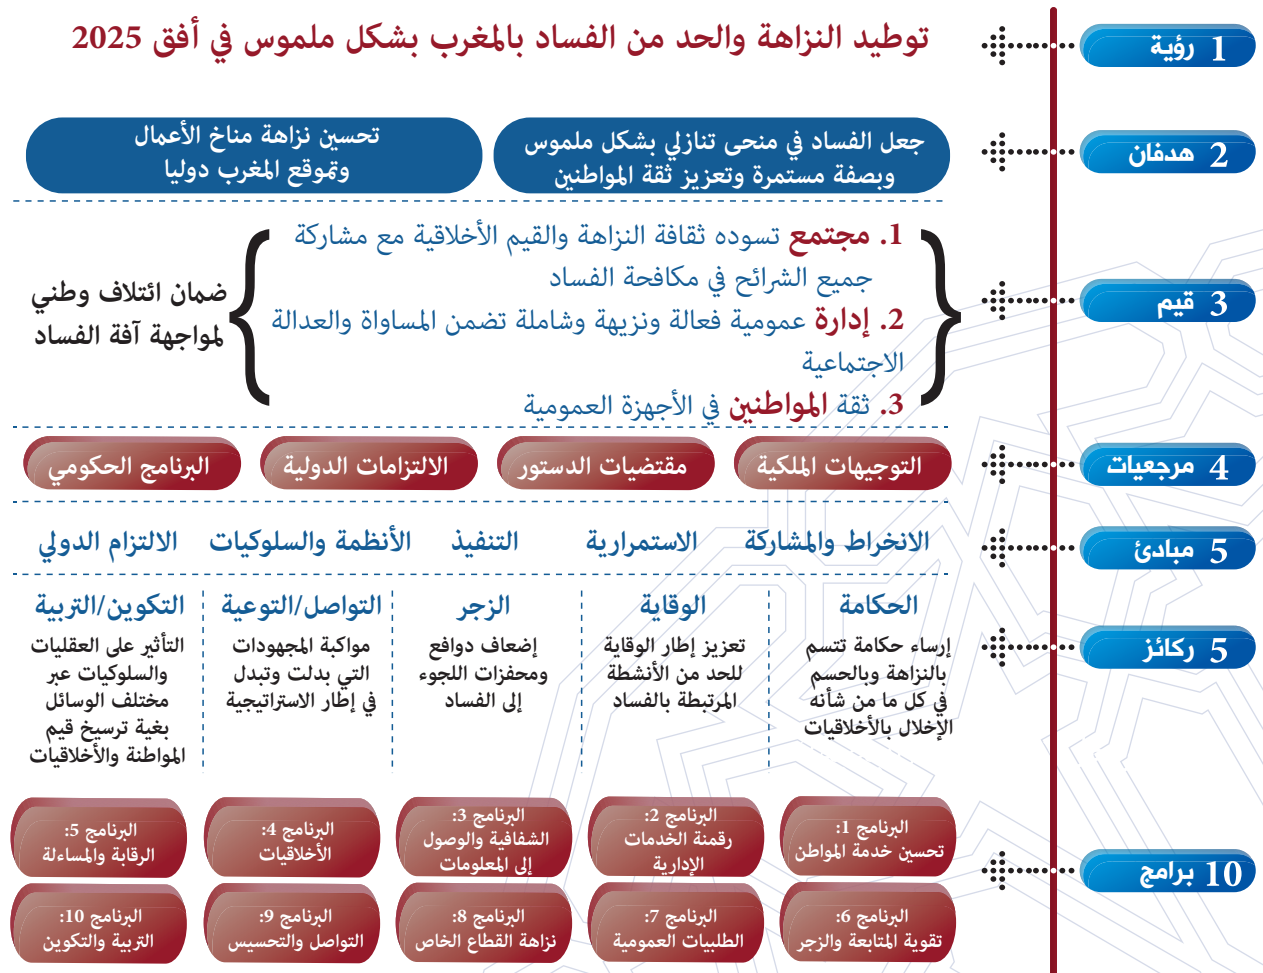 1 رؤية
توطيد النزاهة والحد من الفساد بالمغرب بشكل ملموس في أفق 2025
2 هدفان
جعل الفساد في منحى تنازلي بشكل ملموس
وبصفة مستمرة وتعزيز ثقة المواطنين
تحسين نزاهة مناخ الأعمال
وتموقع المغرب دوليا
3 قيم
1. مجتمع تسوده ثقافة النزاهة والقيم الأخلاقية مع مشاركة
جميع الشرائح في مكافحة الفساد
2. إدارة عمومية فعالة ونزيهة وشاملة تضمن المساواة والعدالة
الاجتماعية
3. ثقة المواطنين في الأجهزة العمومية
ضمان ائتلاف وطني
لمواجهة آفة الفساد
4 مرجعيات
التوجيهات الملكية
مقتضيات الدستور
الالتزامات الدولية
البرنامج الحكومي
5 مبادئ
الانخراط والمشاركة
الاستمرارية
التنفيذ
الأنظمة والسلوكيات
الالتزام الدولي
5 ركائز
الحكامة
إرساء حكامة تتسم
بالنزاهة وبالحسم
في كل ما من شأنه
الإخلال بالأخلاقيات
الوقاية
تعزيز إطار الوقاية
للحد من الأنشطة
المرتبطة بالفساد
الزجر
إضعاف دوافع
ومحفزات اللجوء
إلى الفساد
التواصل/التوعية
مواكبة المجهودات
التي بدلت وتبدل
في إطار الاستراتيجية
التكوين/التربية
التأثير على العقليات
والسلوكيات عبر
مختلف الوسائل
بغية ترسيخ قيم
المواطنة والأخلاقيات
10 برامج
البرنامج 1:
تحسين خدمة المواطن
البرنامج 2:
رقمنة الخدمات
الإدارية
البرنامج 3:
الشفافية والوصول
إلى المعلومات
البرنامج 4:
الأخلاقيات
البرنامج 5:
الرقابة والمساءلة
البرنامج 6:
تقوية المتابعة والزجر
البرنامج 7:
الطلبيات العمومية
البرنامج 8:
نزاهة القطاع الخاص
البرنامج 9:
التواصل والتحسيس
البرنامج 10:
التربية والتكوين